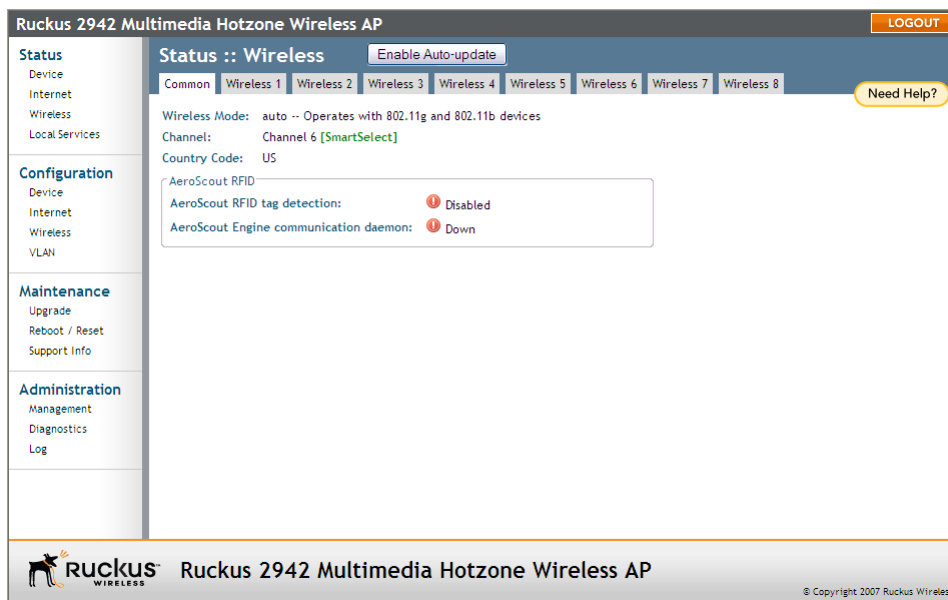 Ruckus 2942 Multimedia Hotzone Wireless AP
LOGOUT
Status
Device
Internet
Wireless
Local Services
Configuration
Device
Internet
Wireless
VLAN
Maintenance
Upgrade
Reboot / Reset
Support Info
Administration
Management
Diagnostics
Log
Status :: Wireless
Enable Auto-update
Common Wireless 1 Wireless 2 Wireless 3 Wireless 4 Wireless 5 Wireless 6 Wireless 7 Wireless 8
Need Help?
Wireless Mode: auto -- Operates with 802.11g and 802.11b devices
Channel: Channel 6 [SmartSelect]
Country Code: US
AeroScout RFID
AeroScout RFID tag detection: Disabled
AeroScout Engine communication daemon: Down
Ruckus
WIRELESS
Ruckus 2942 Multimedia Hotzone Wireless AP
© Copyright 2007 Ruckus